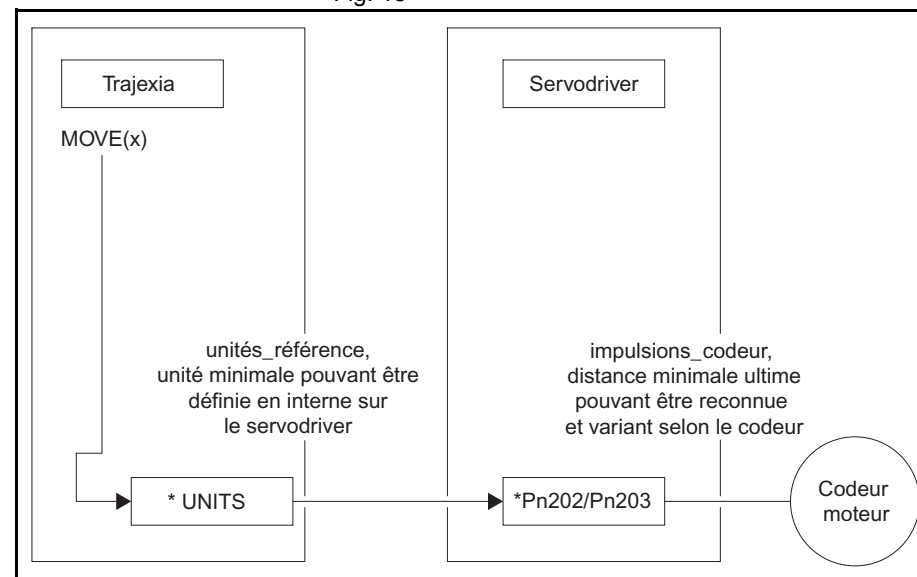 Trajexia
Servodriver
MOVE(x)
unités_référence,
unité minimale pouvant être
définie en interne sur
le servodriver
impulsions_codeur,
distance minimale ultime
pouvant être reconnue
et variant selon le codeur
* UNITS
*Pn202/Pn203
Codeur
moteur